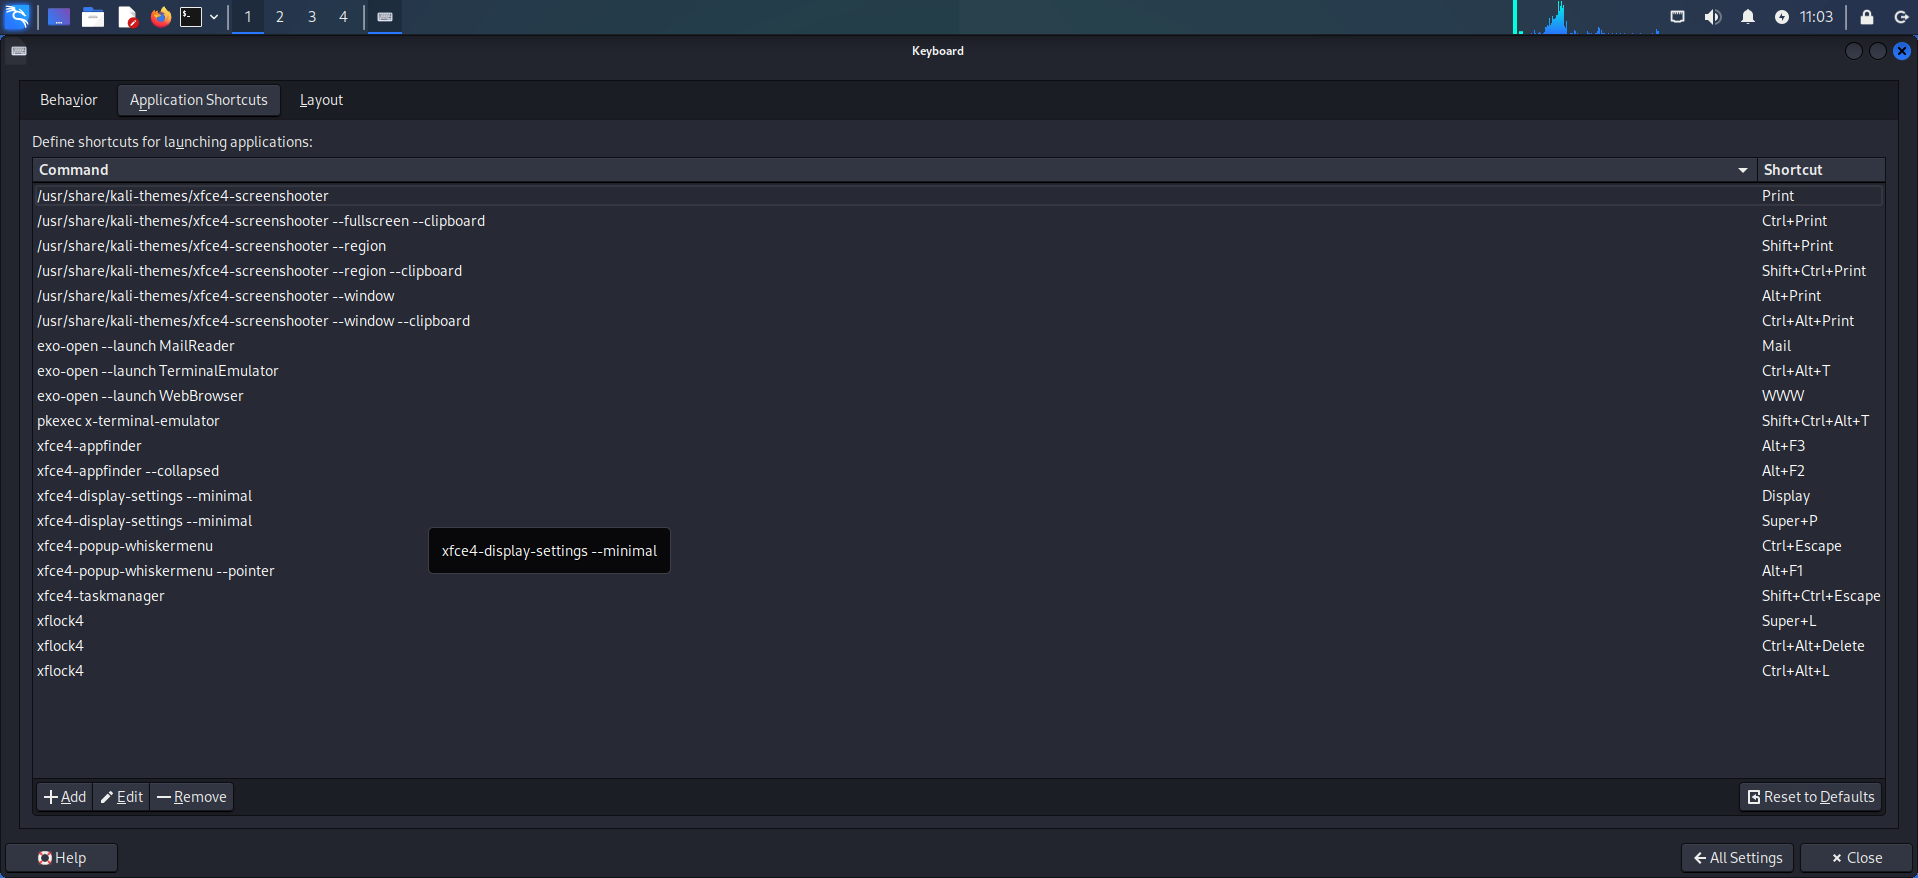 1 2 3 4 11:03
Keyboard
Behavior Application Shortcuts Layout
Define shortcuts for launching applications:
Command Shortcut
/usr/share/kali-themes/xfce4-screenshooter Print
/usr/share/kali-themes/xfce4-screenshooter --fullscreen --clipboard Ctrl+Print
/usr/share/kali-themes/xfce4-screenshooter --region Shift+Print
/usr/share/kali-themes/xfce4-screenshooter --region --clipboard Shift+Ctrl+Print
/usr/share/kali-themes/xfce4-screenshooter --window Alt+Print
/usr/share/kali-themes/xfce4-screenshooter --window --clipboard Ctrl+Alt+Print
exo-open --launch MailReader Mail
exo-open --launch TerminalEmulator Ctrl+Alt+T
exo-open --launch WebBrowser WWW
pkexec x-terminal-emulator Shift+Ctrl+Alt+T
xfce4-appfinder Alt+F3
xfce4-appfinder --collapsed Alt+F2
xfce4-display-settings --minimal Display
xfce4-display-settings --minimal Super+P
xfce4-popup-whiskermenu Ctrl+Escape
xfce4-display-settings --minimal
xfce4-popup-whiskermenu --pointer Alt+F1
xfce4-taskmanager Shift+Ctrl+Escape
xflock4 Super+L
xflock4 Ctrl+Alt+Delete
xflock4 Ctrl+Alt+L
Add Edit Remove Reset to Defaults
Help All Settings Close